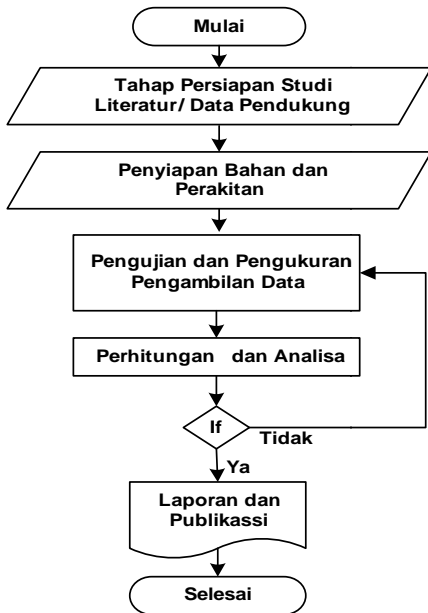 Mulai
Tahap Persiapan Studi
Literatur/ Data Pendukung
Penyiapan Bahan dan
Perakitan
Pengujian dan Pengukuran
Pengambilan Data
Perhitungan dan Analisa
If
Tidak
Ya
Laporan dan
Publikassi
Selesai